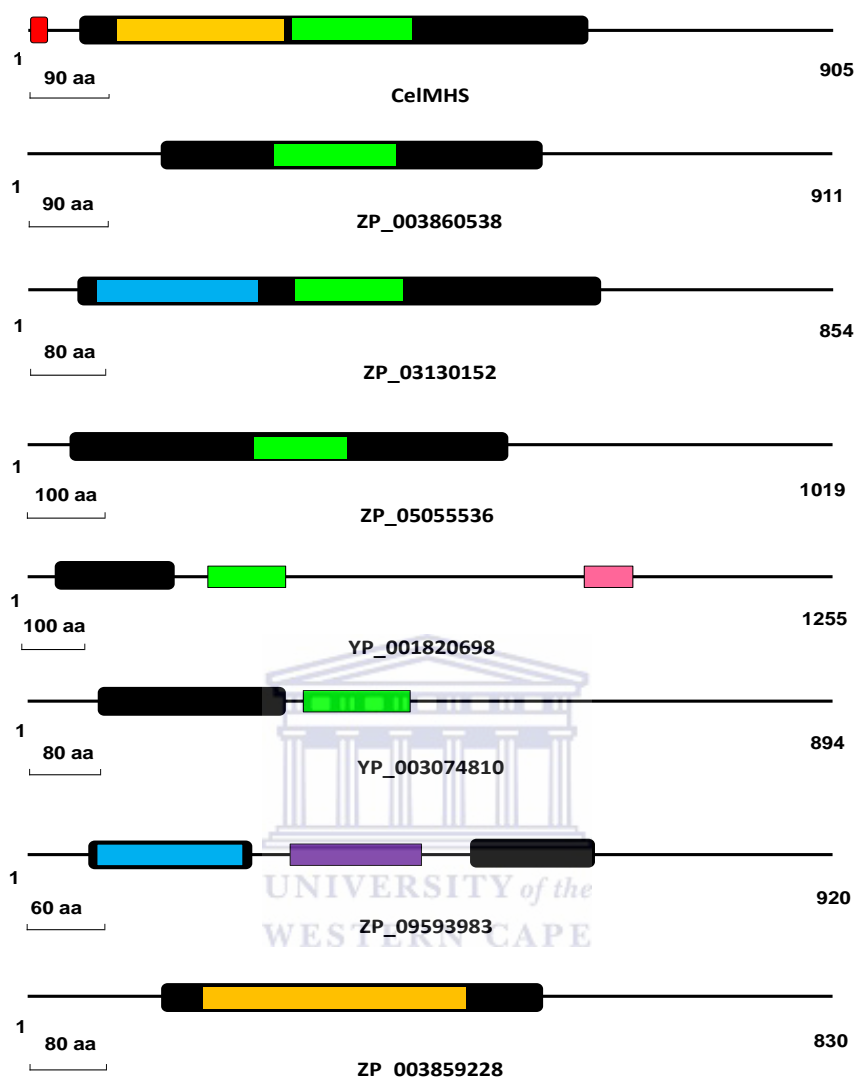 1
905
90 aa
CelMHS
1
911
90 aa
ZP_003860538
1
854
80 aa
ZP_03130152
1
1019
100 aa
ZP_05055536
1
1255
100 aa
YP_001820698
1
894
80 aa
YP_003074810
1
920
60 aa
ZP_09593983
UNIVERSITY of the
WESTERN CAPE
1
830
80 aa
ZP_003859228